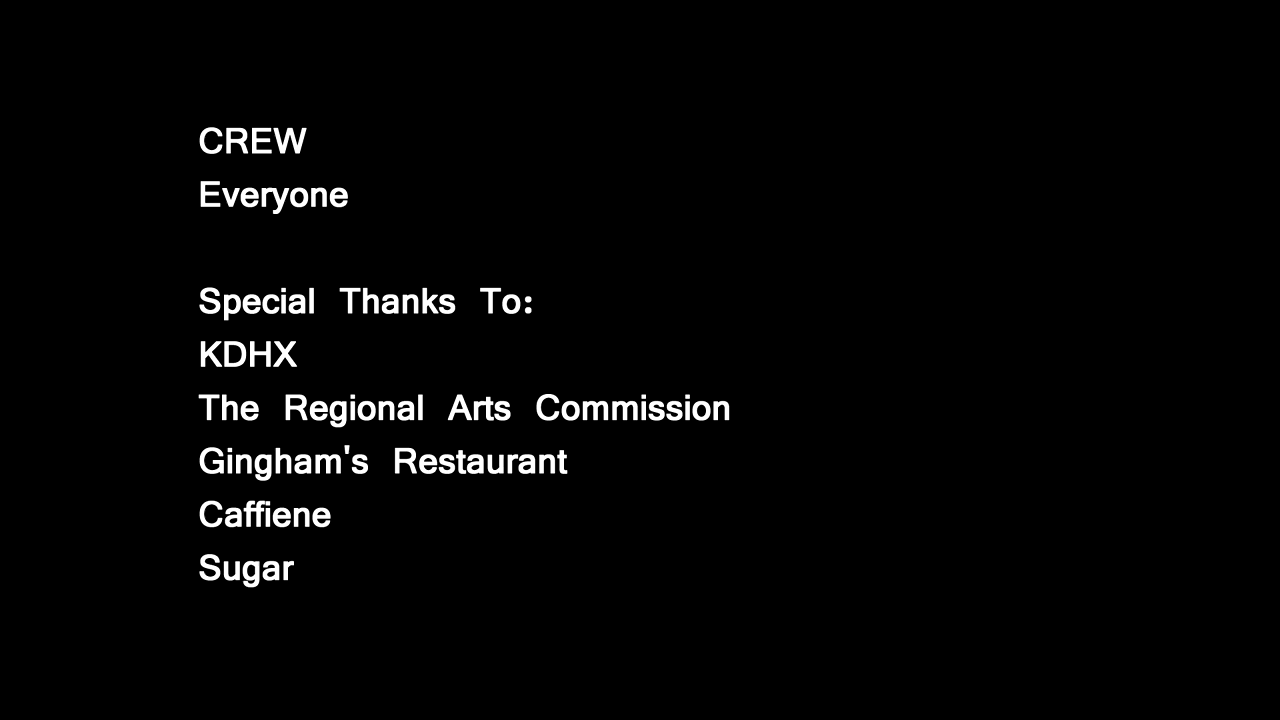 CREW
Everyone
Special Thanks To:
KDHX
The Regional Arts Commission
Gingham's Restaurant
Caffiene
Sugar